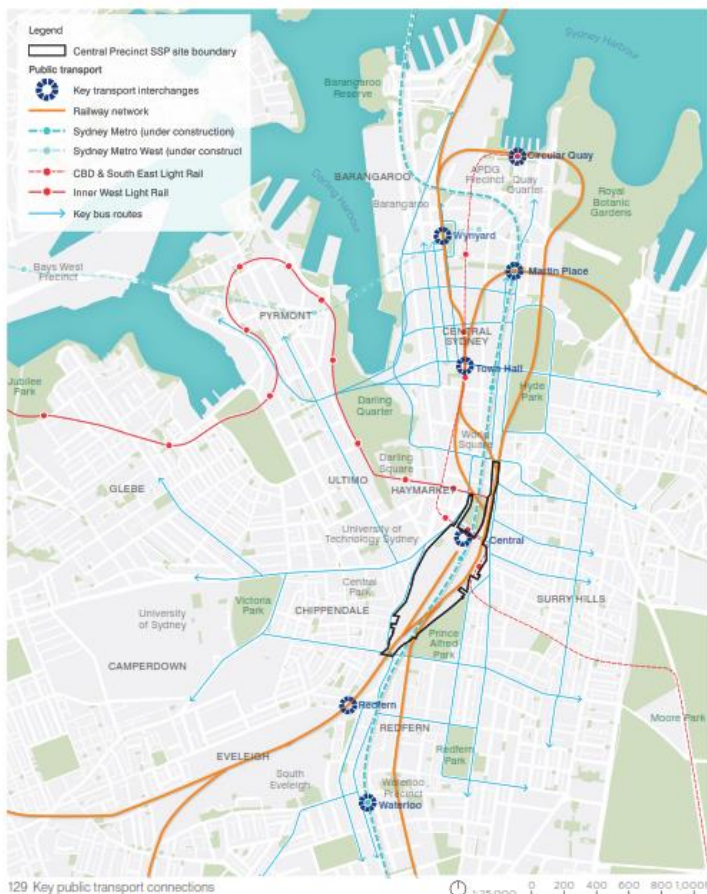 Legend
Central Precinct SSP site boundary
Public transport
Key transport interchanges
Railway network
Sydney Metro (under construction)
Sydney Metro West (under construct
CBD & South East Light Rail
Inner West Light Rail
Key bus routes
Sydney Harbour
Barangaroo
Reserve
Circular Quay
BARANGAROO
APDG
Precinct
Quay
Quarter
Barangaroo
Royal
Botanic
Gardens
Darling Harbour
Wynyard
Bays West
Precinct
Martin Place
PYRMONT
CENTRAL
SYDNEY
Town Hall
Jubilee
Park
Hyde
Park
Darling
Quarter
World
Square
Darling
Square
ULTIMO
HAYMARKE
GLEBE
University of
Technology Sydney
Central
Central
Park
Victoria
Park
CHIPPENDALE
SURRY HILLS
University
of Sydney
Prince
Alfred
Park
CAMPERDOWN
Redfern
Moore Park
REDFERN
EVELEIGH
Redfern
Park
South
Eveleigh
Waterloo
Precinct
Waterloo
129 Key public transport connections
0 200 400 600 800 1,000